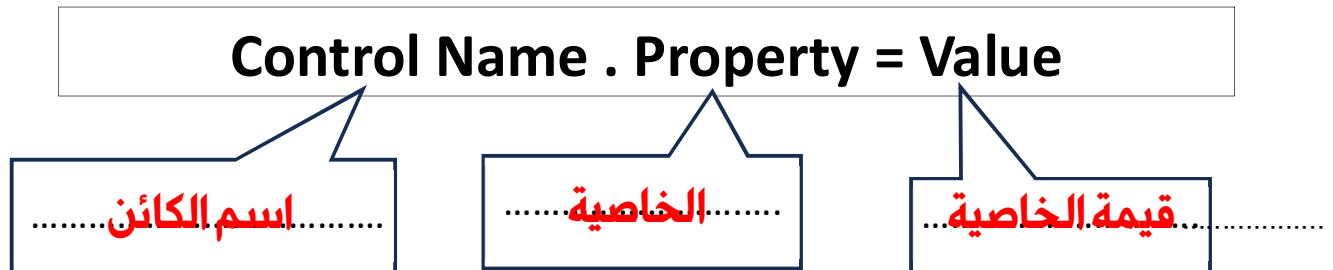 Control Name . Property = Value
اسم الكائن
الخاصية
قيمة الخاصية